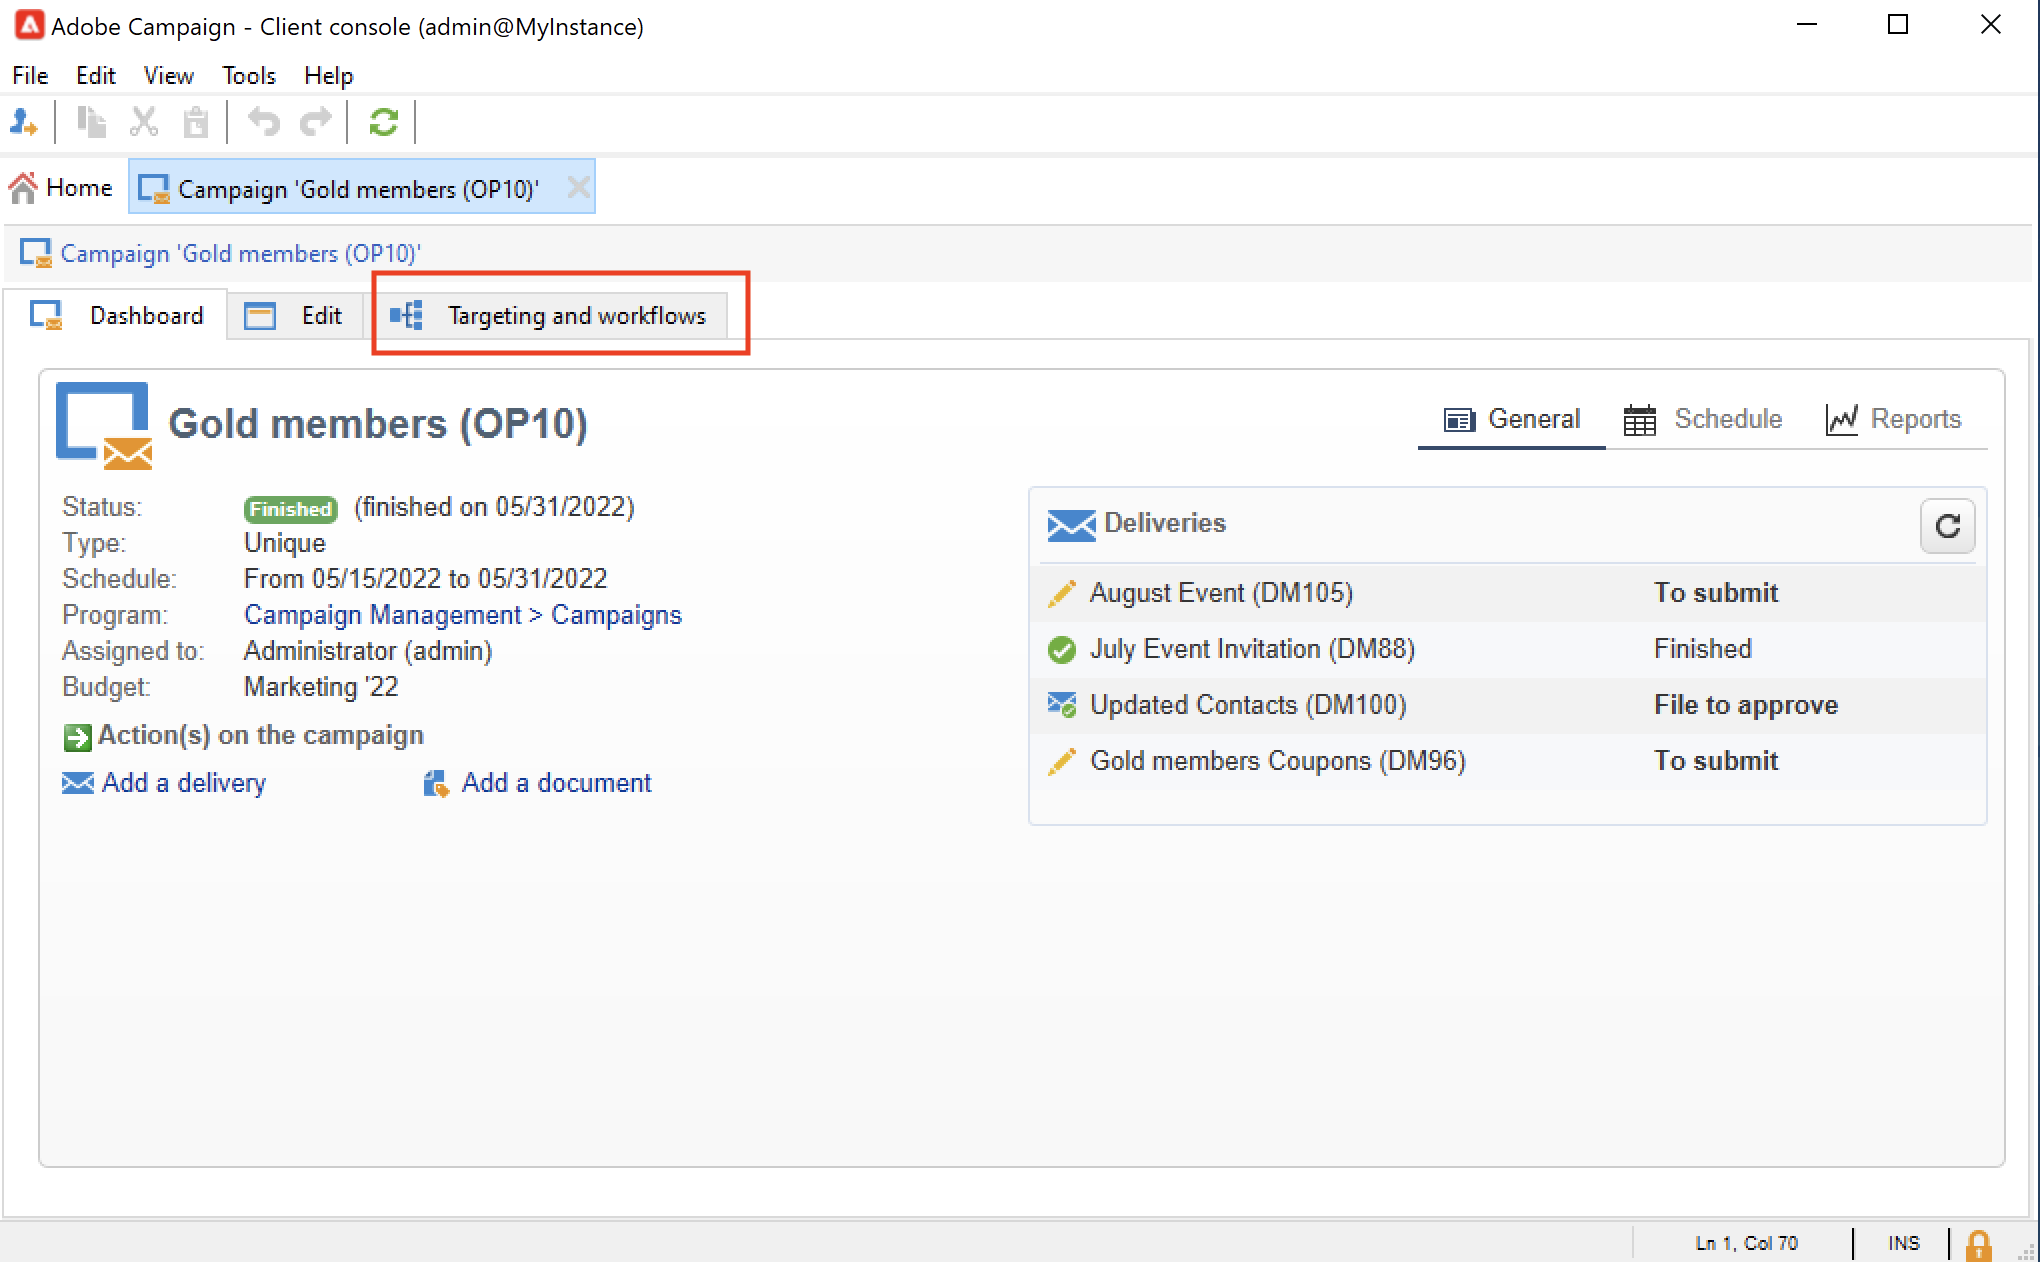 Adobe Campaign - Client console (admin@MyInstance)
File Edit View Tools Help
Home Campaign 'Gold members (OP10)'
Campaign 'Gold members (OP10)'
Dashboard Edit Targeting and workflows
Gold members (OP10)
General Schedule Reports
Status: Finished (finished on 05/31/2022)
Type: Unique
Schedule: From 05/15/2022 to 05/31/2022
Program: Campaign Management > Campaigns
Assigned to: Administrator (admin)
Budget: Marketing '22
Action(s) on the campaign
Add a delivery Add a document
Deliveries
August Event (DM105) To submit
July Event Invitation (DM88) Finished
Updated Contacts (DM100) File to approve
Gold members Coupons (DM96) To submit
Ln 1, Col 70 INS